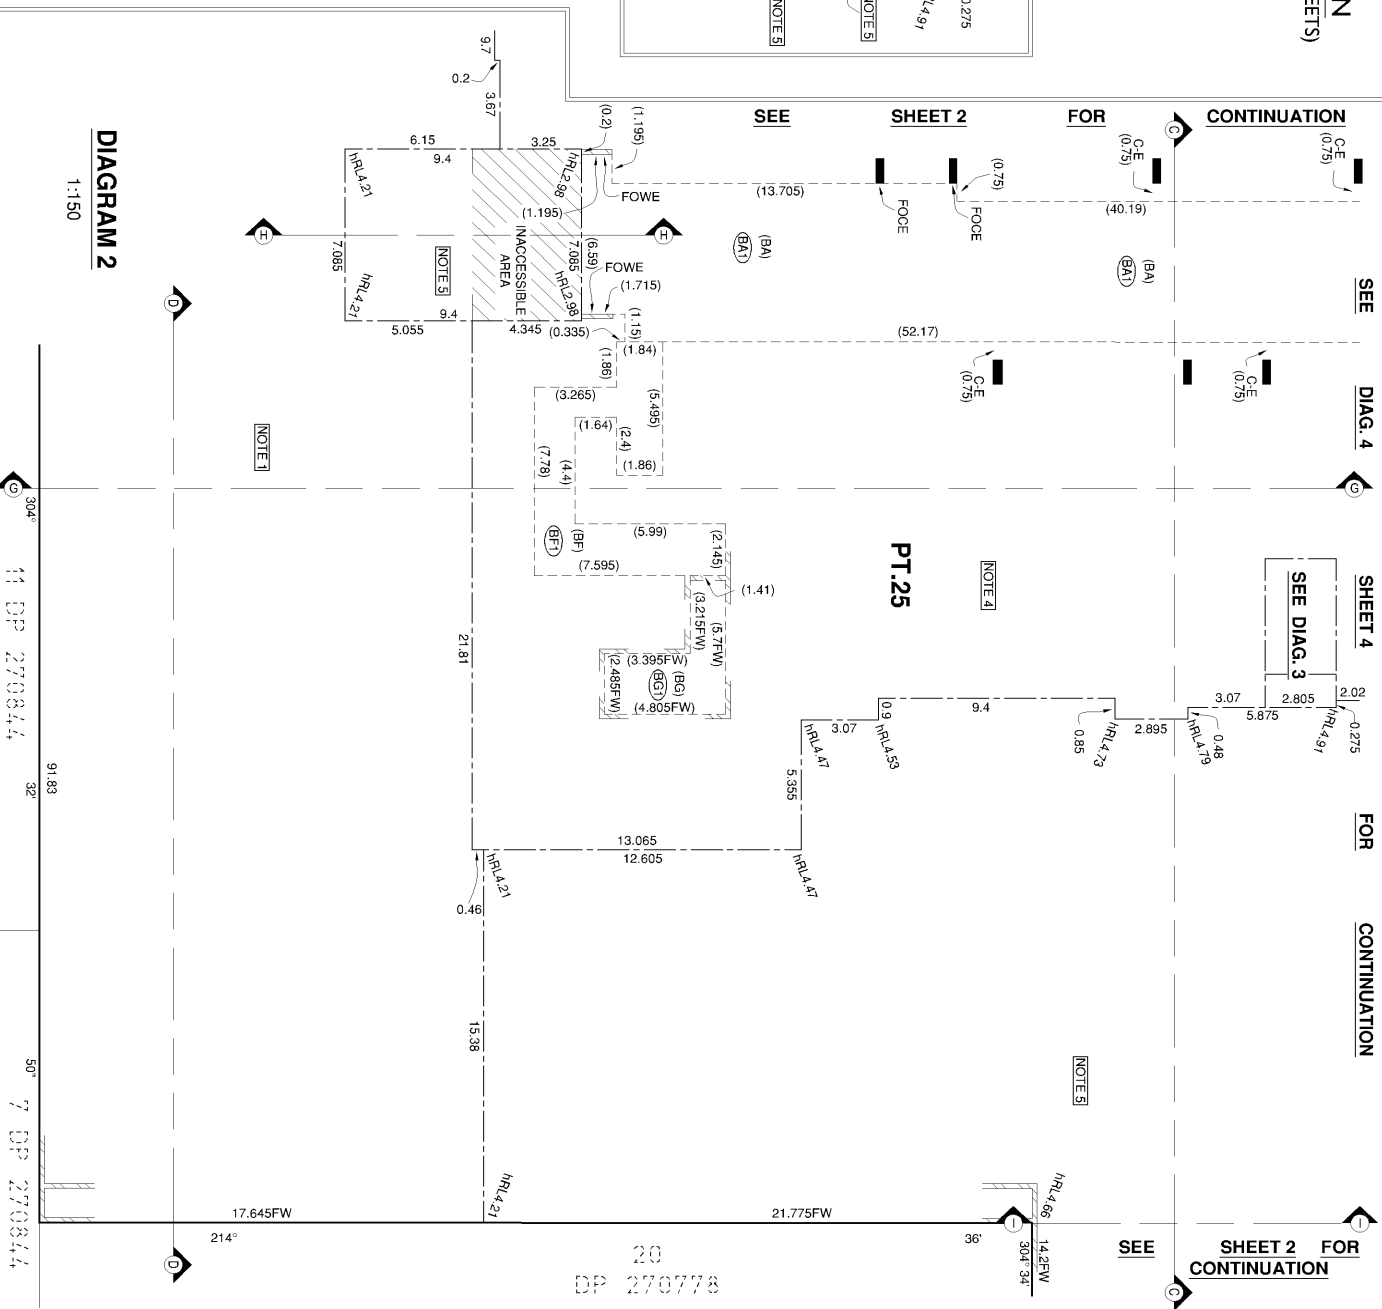 N
EETS)
0.275
L4.91
NOTE 5
NOTE 5
SEE SHEET 2 FOR CONTINUATION
SEE DIAG. 4 SHEET 4 FOR CONTINUATION
SEE SHEET 2 FOR
CONTINUATION
DIAGRAM 2
1:150
9.7
0.2
3.67
6.15
9.4
3.25
(0.2)
(1.195)
hRL4.21
hRL2.98
(1.195)
FOWE
INACCESSIBLE
AREA
7.085
7.085
(6.59)
FOWE
(1.715)
NOTE 5
hRL4.21
hRL2.98
9.4
5.055
4.345
(0.335)
(1.15)
(1.84)
(1.86)
(3.265)
(5.495)
(1.64)
(2.4)
(1.86)
(7.78)
(4.4)
(13.705)
(0.75)
FOCE
FOCE
(40.19)
C-E
(0.75)
C-E
(0.75)
C-E
(0.75)
C-E
(0.75)
(BA)
BA1
(BA)
BA1
(52.17)
H
H
D
D
G
G
C
C
I
I
NOTE 1
304°
32'
50"
91.83
11 DP 270844
7 DP 270844
(BF)
BF1
(5.99)
(2.145)
(7.595)
(1.41)
(3.215FW)
(5.7FW)
(3.395FW)
(2.485FW)
(BG)
BG1
(4.805FW)
PT.25
NOTE 4
SEE DIAG. 3
2.02
2.805
3.07
5.875
0.275
hRL4.91
0.48
hRL4.79
2.895
0.85
hRL4.73
9.4
0.9
hRL4.53
3.07
hRL4.47
5.355
21.81
13.065
12.605
hRL4.21
hRL4.47
0.46
15.38
NOTE 5
hRL4.21
hRL4.66
17.645FW
21.775FW
214°
36'
304° 34'
14.2FW
20
DP 270778